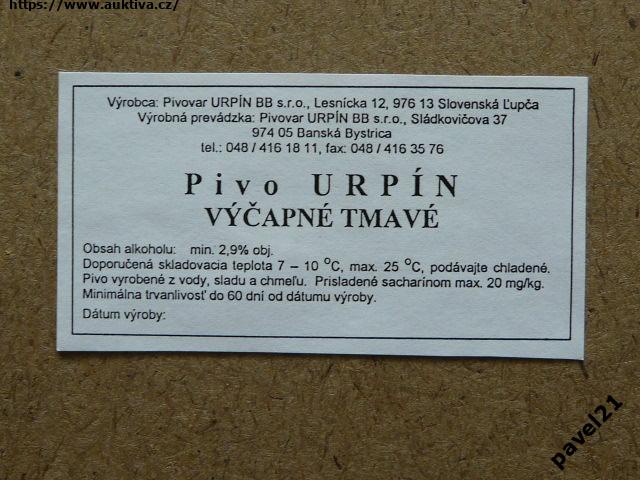 https://www.auktiva.cz/
Výrobca: Pivovar URPÍN BB s.r.o., Lesnícka 12, 976 13 Slovenská Ľupča
Výrobná prevádzka: Pivovar URPÍN BB s.r.o., Sládkovičova 37
974 05 Banská Bystrica
tel.: 048 / 416 18 11, fax: 048 / 416 35 76
Pivo URPÍN
VÝČAPNÉ TMAVÉ
Obsah alkoholu: min. 2,9% obj.
Doporučená skladovacia teplota 7 – 10 °C, max. 25 °C, podávajte chladené.
Pivo vyrobené z vody, sladu a chmeľu. Prisladené sacharínom max. 20 mg/kg.
Minimálna trvanlivosť do 60 dní od dátumu výroby.
Dátum výroby:
pavel21